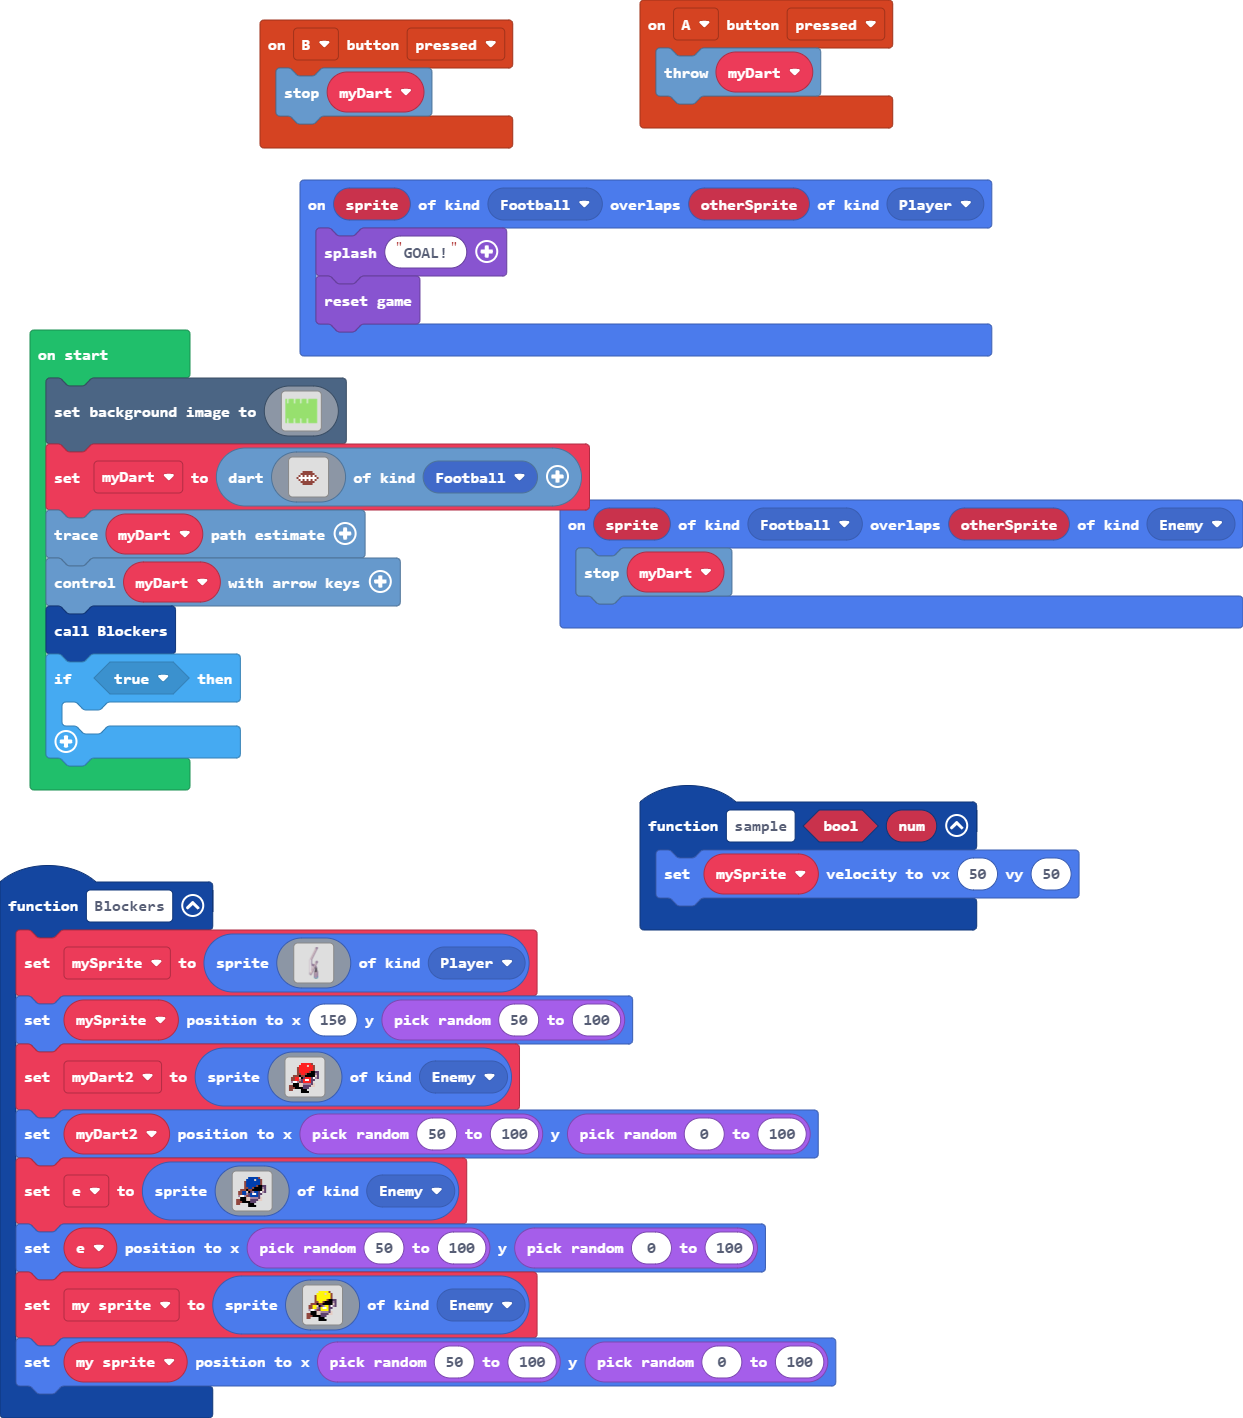 on B button pressed
stop myDart
on A button pressed
throw myDart
on sprite of kind Football overlaps otherSprite of kind Player
splash "GOAL!"
reset game
on start
set background image to
set myDart to dart of kind Football
trace myDart path estimate
control myDart with arrow keys
call Blockers
if true then
on sprite of kind Football overlaps otherSprite of kind Enemy
stop myDart
function sample bool num
set mySprite velocity to vx 50 vy 50
function Blockers
set mySprite to sprite of kind Player
set mySprite position to x 150 y pick random 50 to 100
set myDart2 to sprite of kind Enemy
set myDart2 position to x pick random 50 to 100 y pick random 0 to 100
set e to sprite of kind Enemy
set e position to x pick random 50 to 100 y pick random 0 to 100
set my sprite to sprite of kind Enemy
set my sprite position to x pick random 50 to 100 y pick random 0 to 100